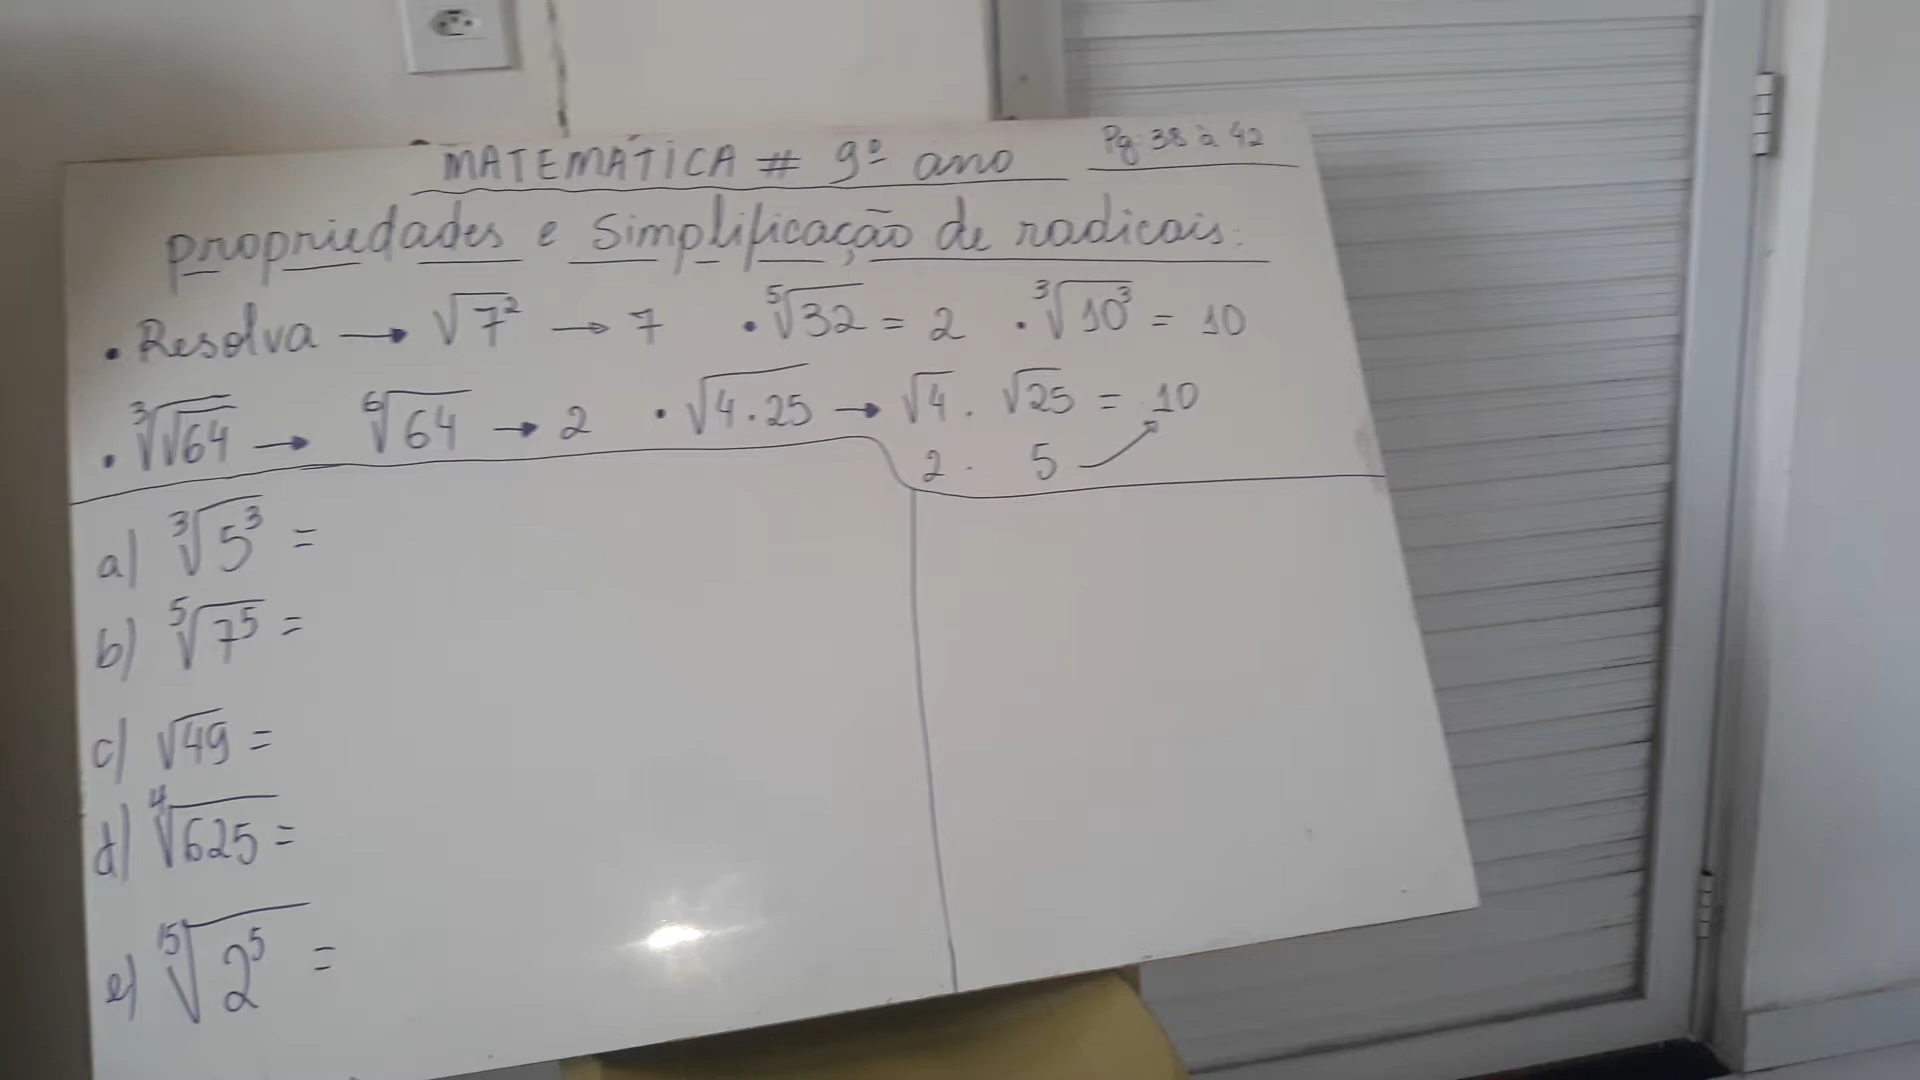 MATEMÁTICA # 9º ano Pg. 38 à 42
Propriedades e Simplificação de radicais:
• Resolva → √7² → 7 • ⁵√32 = 2 • ³√10³ = 10
• ³√√64 → ⁶√64 → 2 • √4.25 → √4 . √25 = 10
2 . 5
a) ³√5³ =
b) ⁵√7⁵ =
c) √49 =
d) ⁴√625 =
e) ¹⁵√2⁵ =